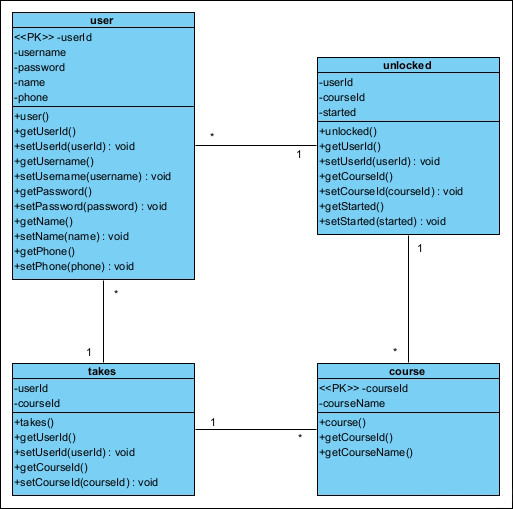 user
<<PK>> -userId
-username
-password
-name
-phone
+user()
+getUserId()
+setUserId(userId) : void
+getUsername()
+setUsername(username) : void
+getPassword()
+setPassword(password) : void
+getName()
+setName(name) : void
+getPhone()
+setPhone(phone) : void
unlocked
-userId
-courseId
-started
+unlocked()
+getUserId()
+setUserId(userId) : void
+getCourseId()
+setCourseId(courseId) : void
+getStarted()
+setStarted(started) : void
*
1
*
1
1
*
takes
-userId
-courseId
+takes()
+getUserId()
+setUserId(userId) : void
+getCourseId()
+setCourseId(courseId) : void
1
*
course
<<PK>> -courseId
-courseName
+course()
+getCourseId()
+getCourseName()